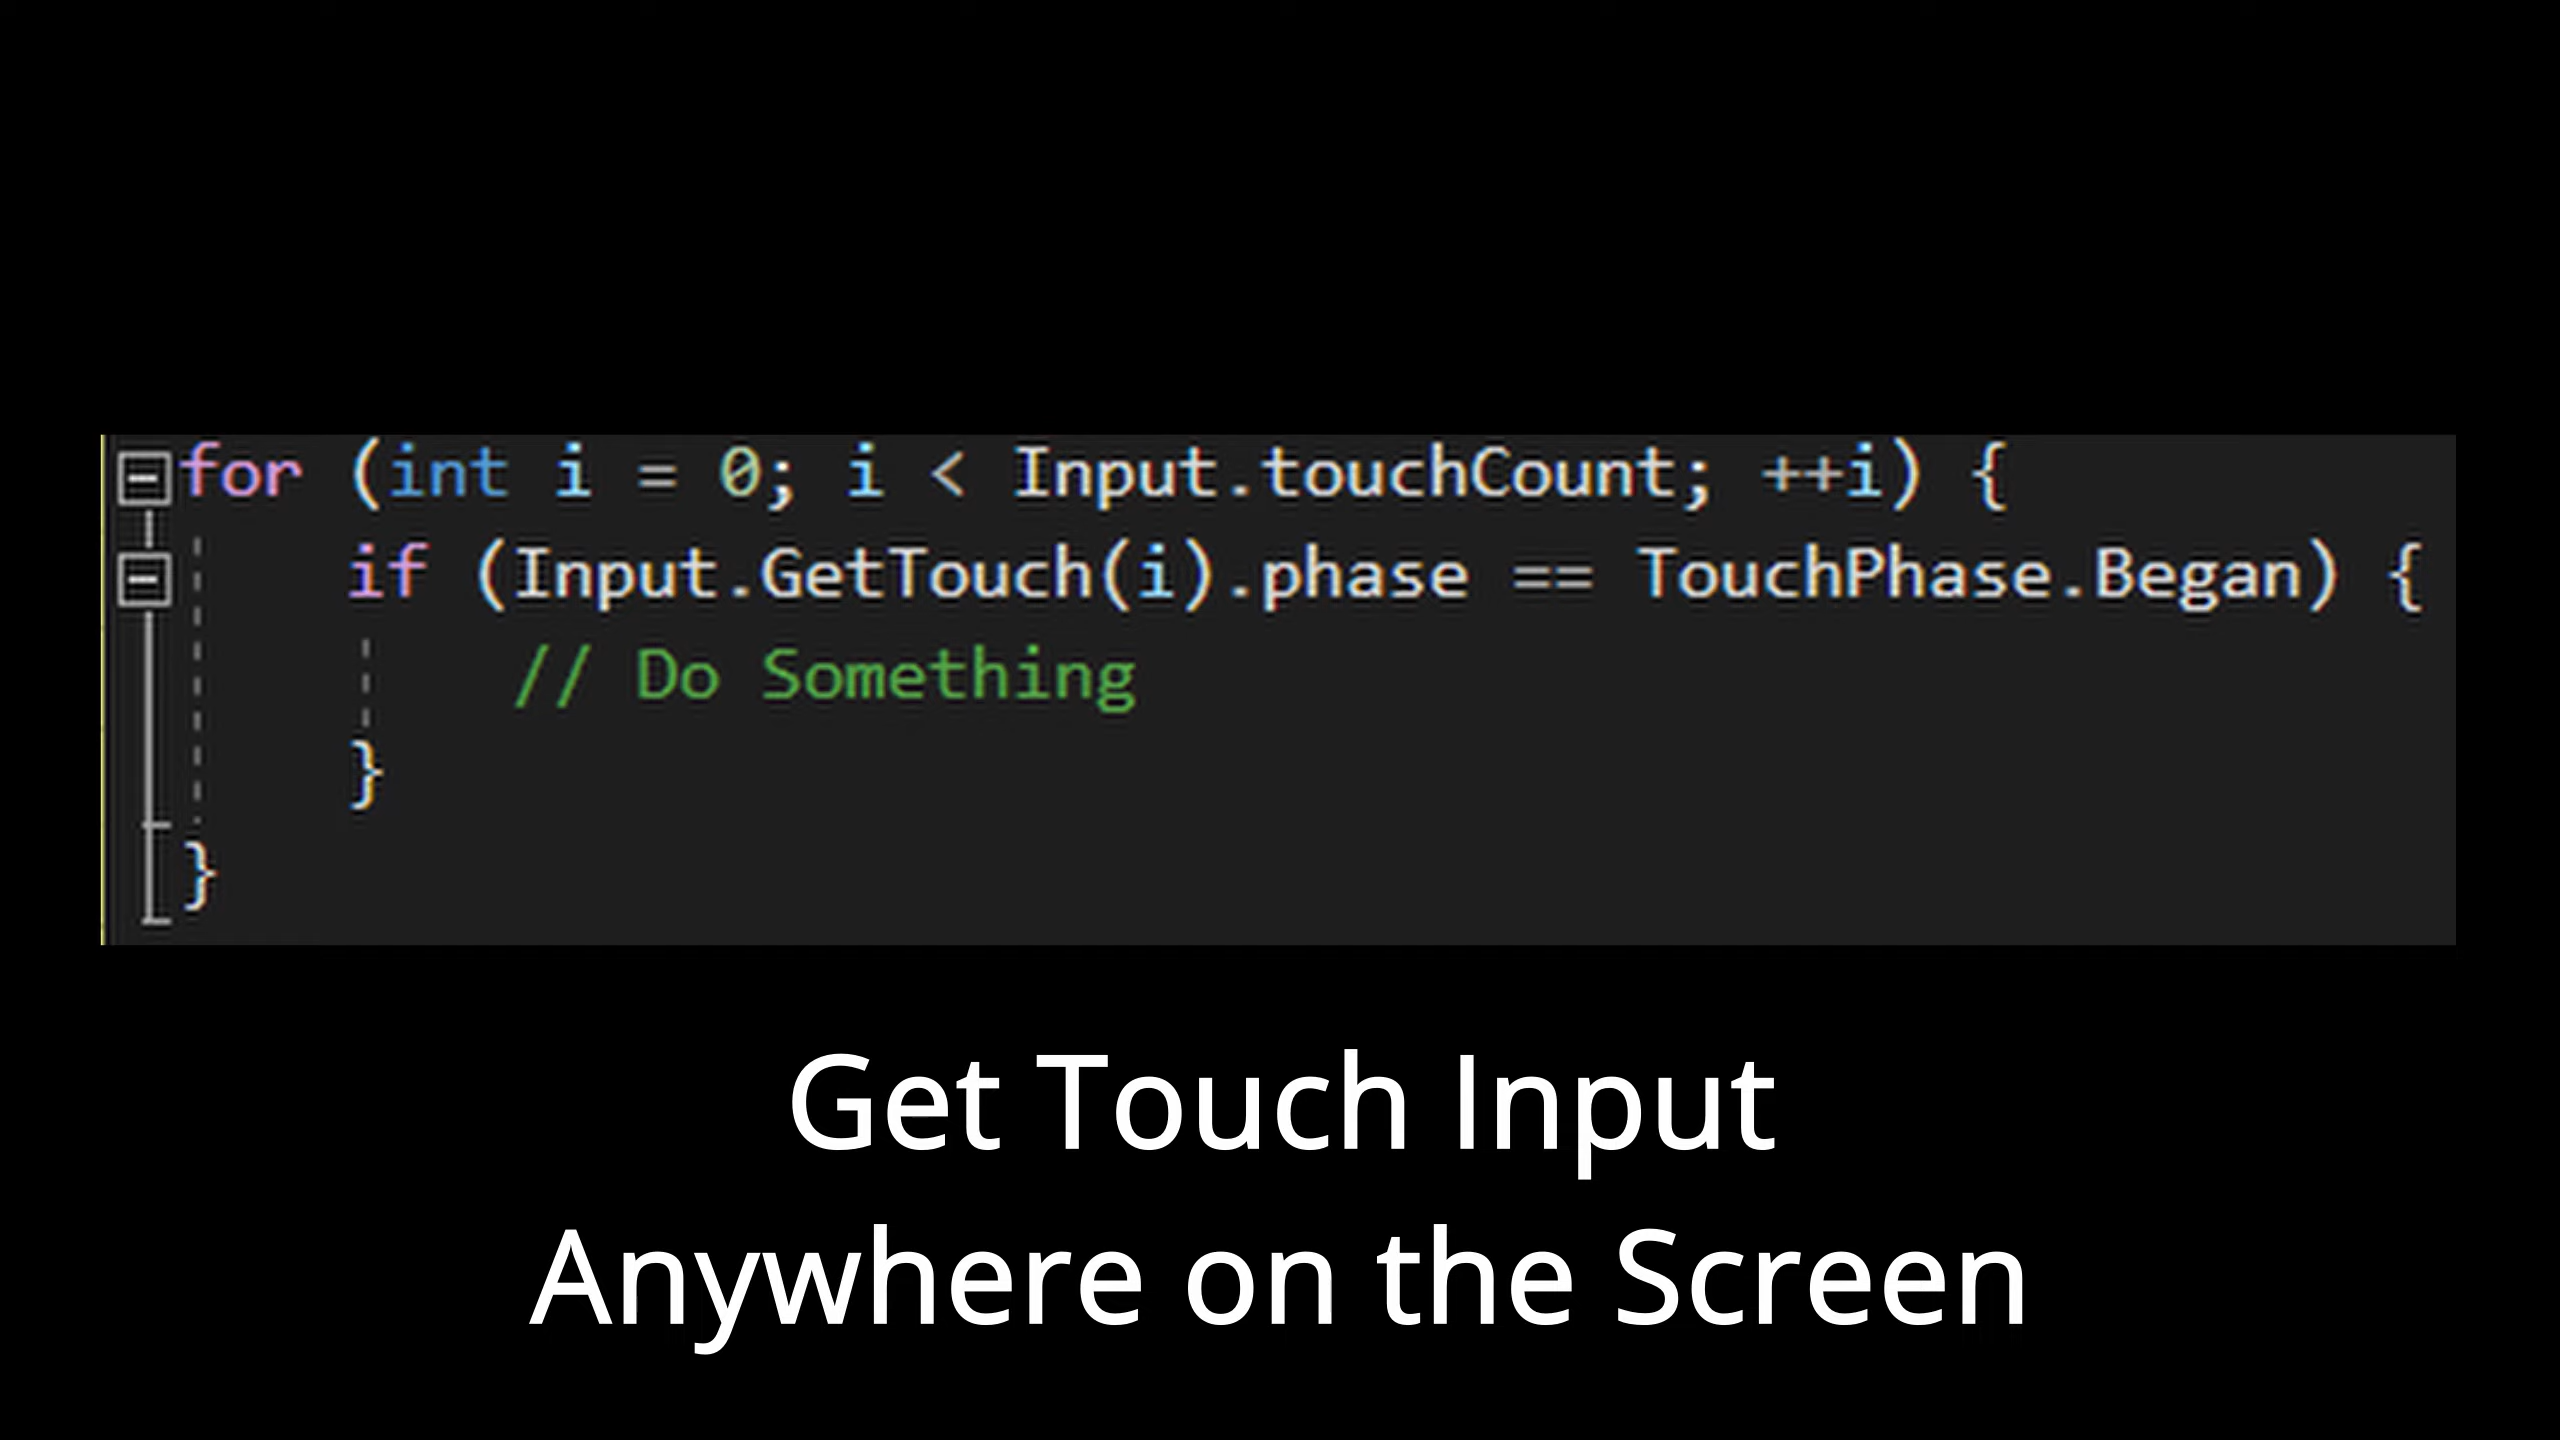 for (int i = 0; i < Input.touchCount; ++i) {
if (Input.GetTouch(i).phase == TouchPhase.Began) {
// Do Something
}
}
Get Touch Input
Anywhere on the Screen